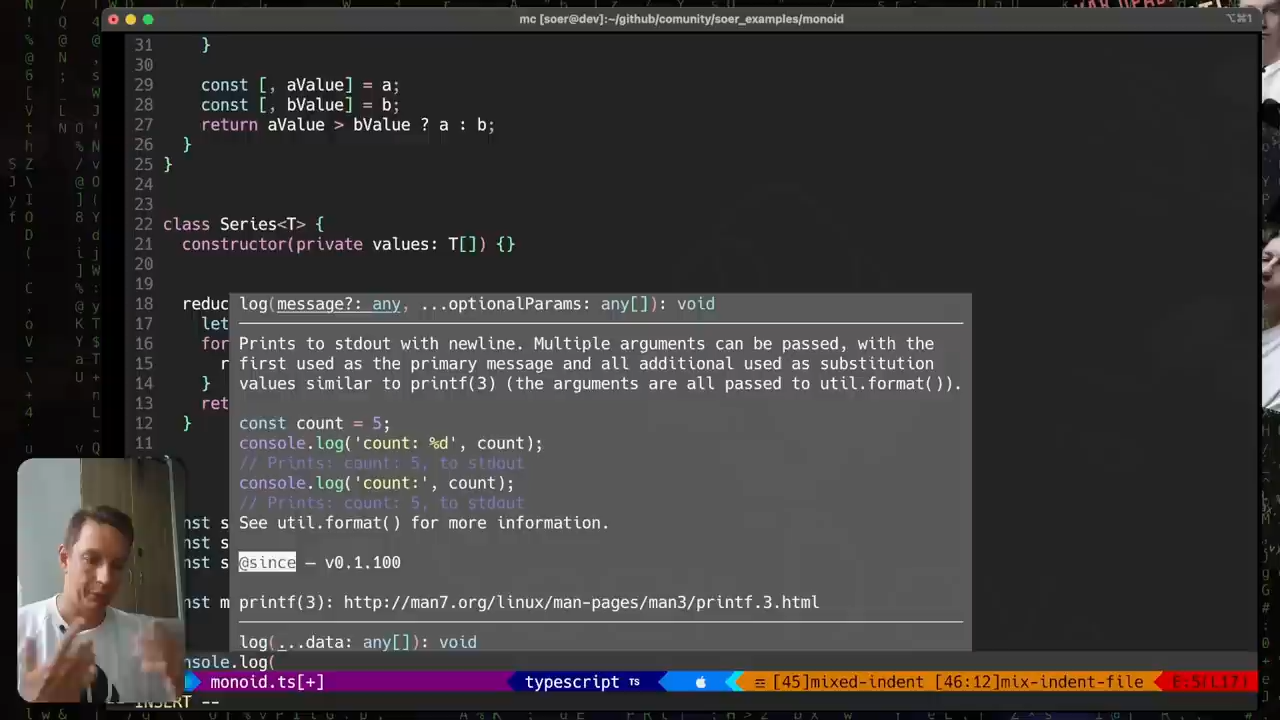 mc [soer@dev]:~/github/comunity/soer_examples/monoid
⌥⌘1
31 }
30
29 const [, aValue] = a;
28 const [, bValue] = b;
27 return aValue > bValue ? a : b;
26 }
25 }
24
23
22 class Series<T> {
21 constructor(private values: T[]) {}
20
19
18 reduc
17 let
16 for
15 r
14 }
13 ret
12 }
11
log(message?: any, ...optionalParams: any[]): void
Prints to stdout with newline. Multiple arguments can be passed, with the
first used as the primary message and all additional used as substitution
values similar to printf(3) (the arguments are all passed to util.format()).
const count = 5;
console.log('count: %d', count);
// Prints: count: 5, to stdout
console.log('count:', count);
// Prints: count: 5, to stdout
See util.format() for more information.
@since — v0.1.100
printf(3): http://man7.org/linux/man-pages/man3/printf.3.html
log(...data: any[]): void
nst s
nst s
nst s
nst m
nsole.log(
monoid.ts[+] typescript TS ☲ [45]mixed-indent [46:12]mix-indent-file E:5(L17)
-- INSERT --